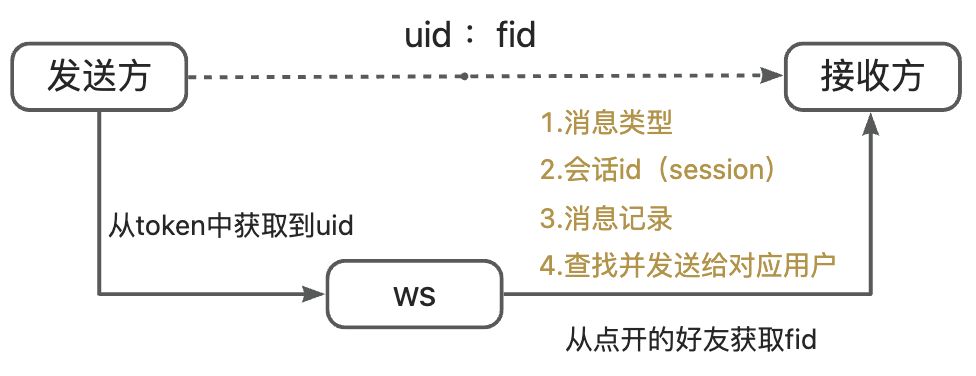 uid : fid
发送方
接收方
1.消息类型
2.会话id（session）
3.消息记录
4.查找并发送给对应用户
从token中获取到uid
ws
从点开的好友获取fid